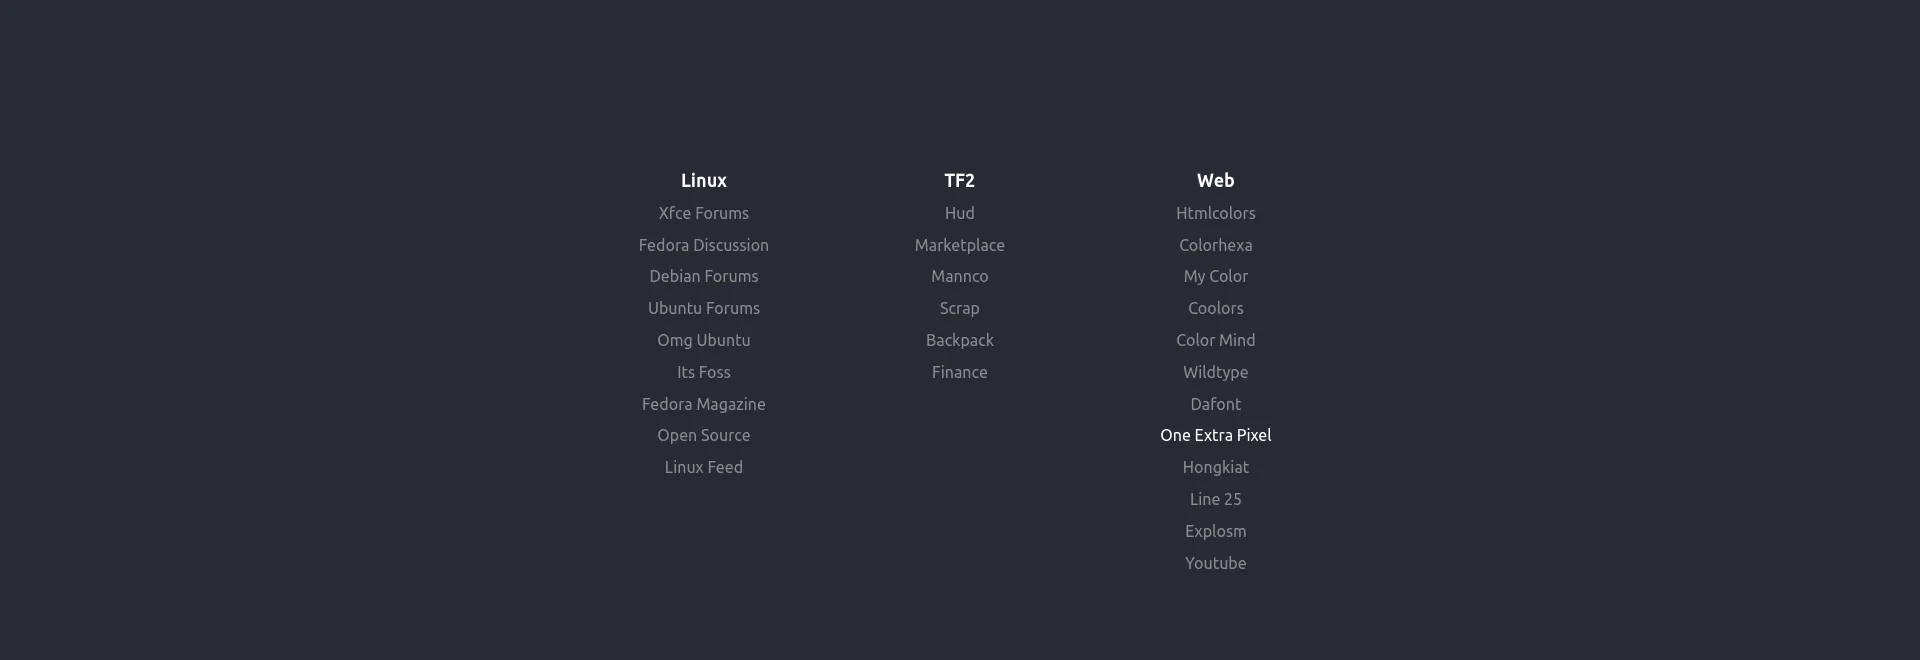 Linux
Xfce Forums
Fedora Discussion
Debian Forums
Ubuntu Forums
Omg Ubuntu
Its Foss
Fedora Magazine
Open Source
Linux Feed
TF2
Hud
Marketplace
Mannco
Scrap
Backpack
Finance
Web
Htmlcolors
Colorhexa
My Color
Coolors
Color Mind
Wildtype
Dafont
One Extra Pixel
Hongkiat
Line 25
Explosm
Youtube